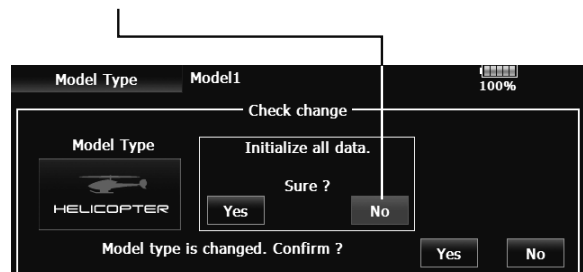 Model Type Model1 100%
Check change
Model Type
Initialize all data.
Sure ?
HELICOPTER
Yes No
Model type is changed. Confirm ? Yes No